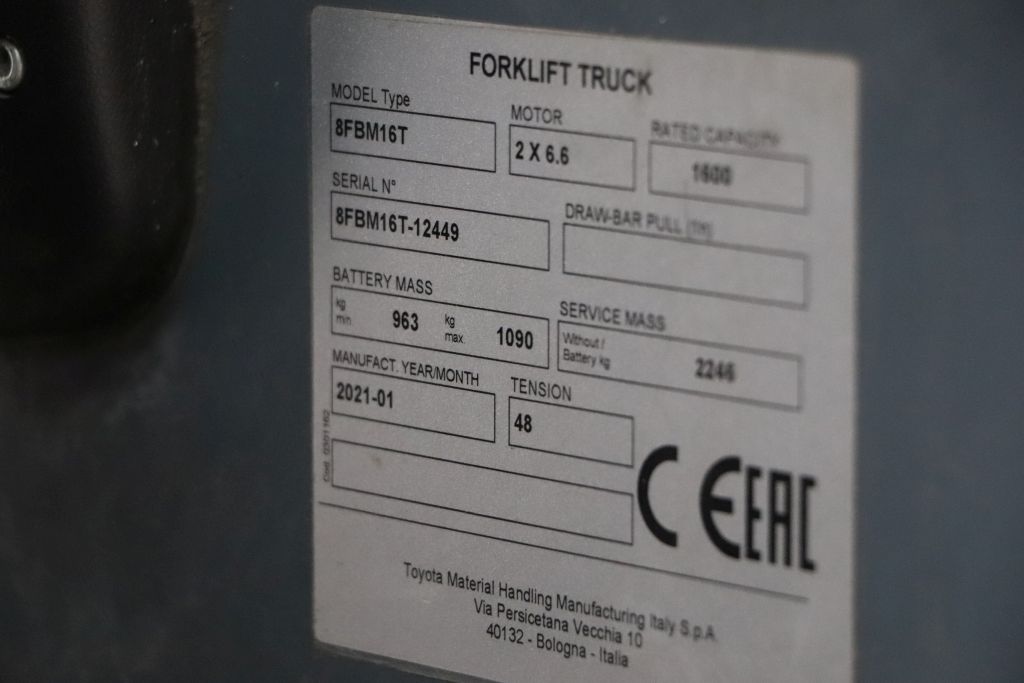 FORKLIFT TRUCK
MODEL Type
8FBM16T
MOTOR
2 X 6.6
RATED CAPACITY
1600
SERIAL N°
8FBM16T-12449
DRAW-BAR PULL
BATTERY MASS
kg min 963 kg max. 1090
SERVICE MASS
Without / Battery kg 2246
MANUFACT. YEAR/MONTH
2021-01
TENSION
48
CE EAC
Toyota Material Handling Manufacturing Italy S.p.A.
Via Persicetana Vecchia 10
40132 - Bologna - Italia